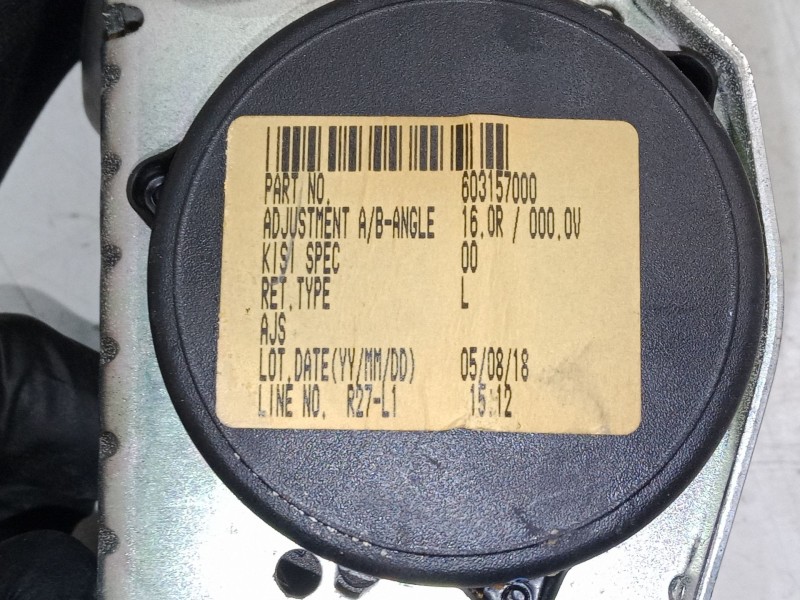 PART NO. 603157000
ADJUSTMENT A/B-ANGLE 16.0R / 000.0V
KISI SPEC 00
RET.TYPE L
AJS
LOT.DATE(YY/MM/DD) 05/08/18
LINE NO. R27-L1 15:12